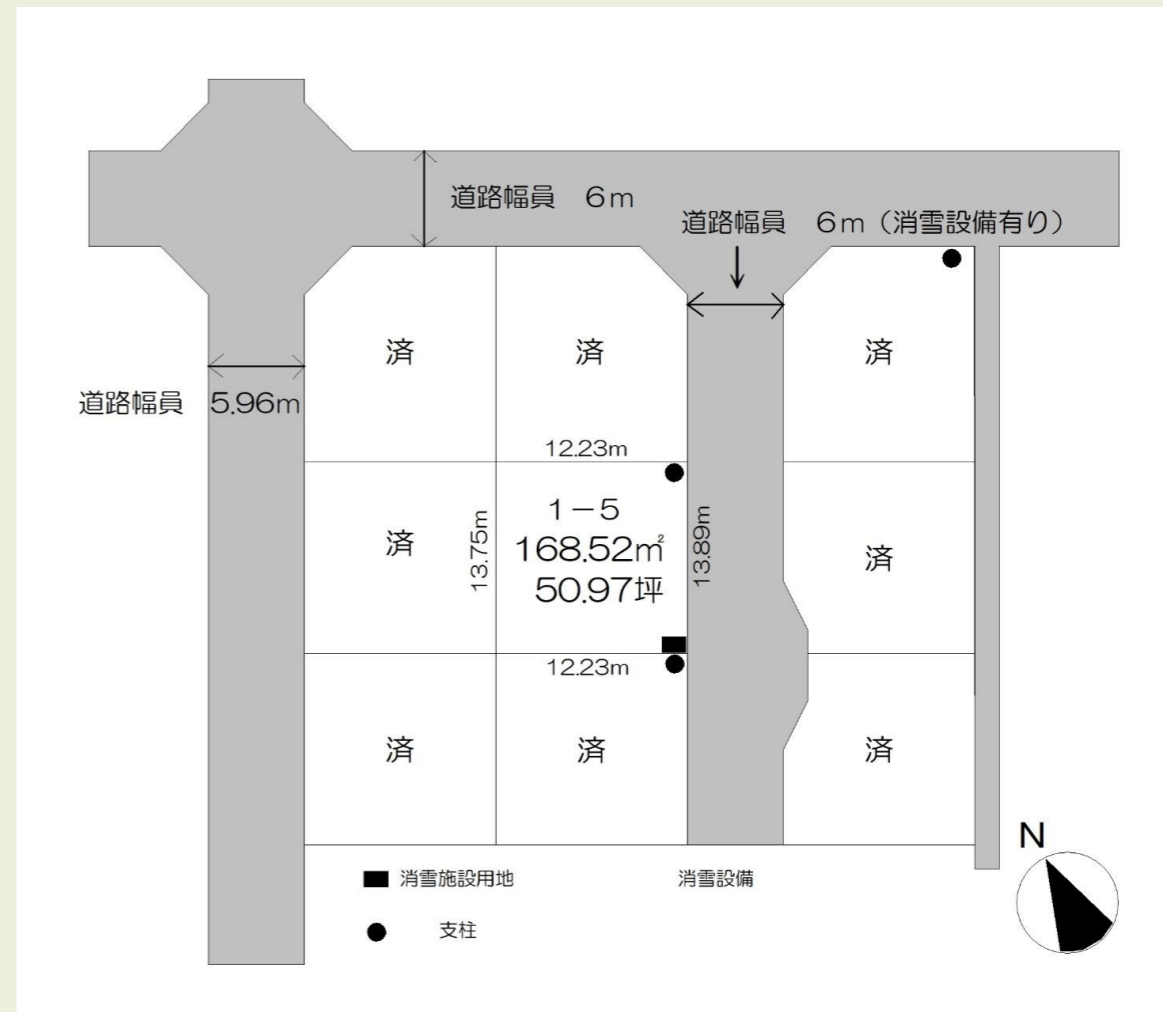 道路幅員　6m
道路幅員　6m（消雪設備有り）
済
済
済
道路幅員　5.96m
12.23m
済
13.75m
1－5
168.52㎡
50.97坪
13.89m
済
12.23m
済
済
済
N
消雪施設用地
消雪設備
支柱